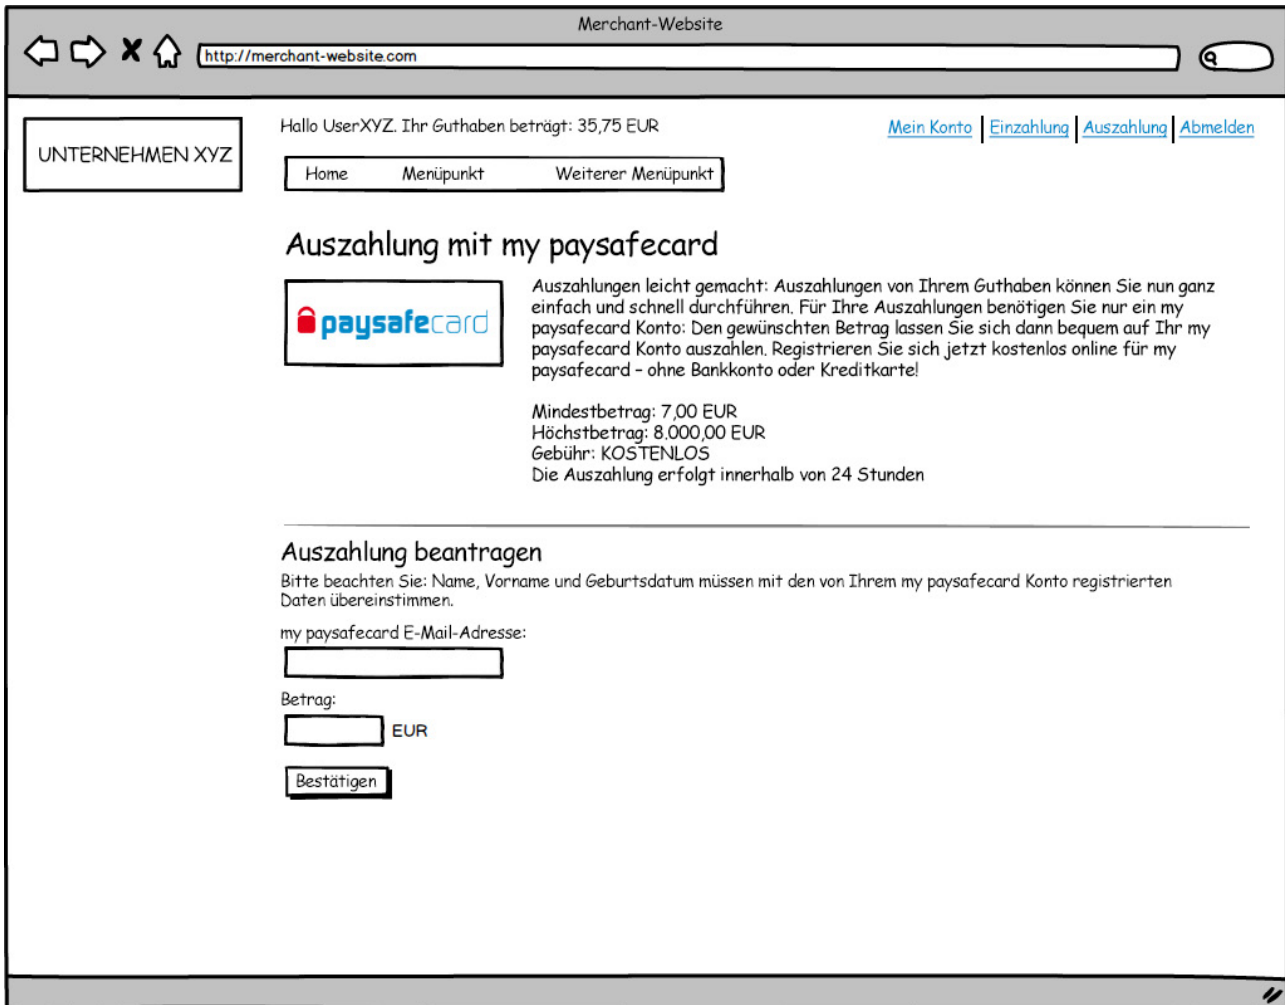 Merchant-Website
http://merchant-website.com
UNTERNEHMEN XYZ
Hallo UserXYZ. Ihr Guthaben beträgt: 35,75 EUR
Mein Konto | Einzahlung | Auszahlung | Abmelden
Home Menüpunkt Weiterer Menüpunkt
Auszahlung mit my paysafecard
paysafecard
Auszahlungen leicht gemacht: Auszahlungen von Ihrem Guthaben können Sie nun ganz
einfach und schnell durchführen. Für Ihre Auszahlungen benötigen Sie nur ein my
paysafecard Konto: Den gewünschten Betrag lassen Sie sich dann bequem auf Ihr my
paysafecard Konto auszahlen. Registrieren Sie sich jetzt kostenlos online für my
paysafecard – ohne Bankkonto oder Kreditkarte!
Mindestbetrag: 7,00 EUR
Höchstbetrag: 8.000,00 EUR
Gebühr: KOSTENLOS
Die Auszahlung erfolgt innerhalb von 24 Stunden
Auszahlung beantragen
Bitte beachten Sie: Name, Vorname und Geburtsdatum müssen mit den von Ihrem my paysafecard Konto registrierten
Daten übereinstimmen.
my paysafecard E-Mail-Adresse:
Betrag:
EUR
Bestätigen